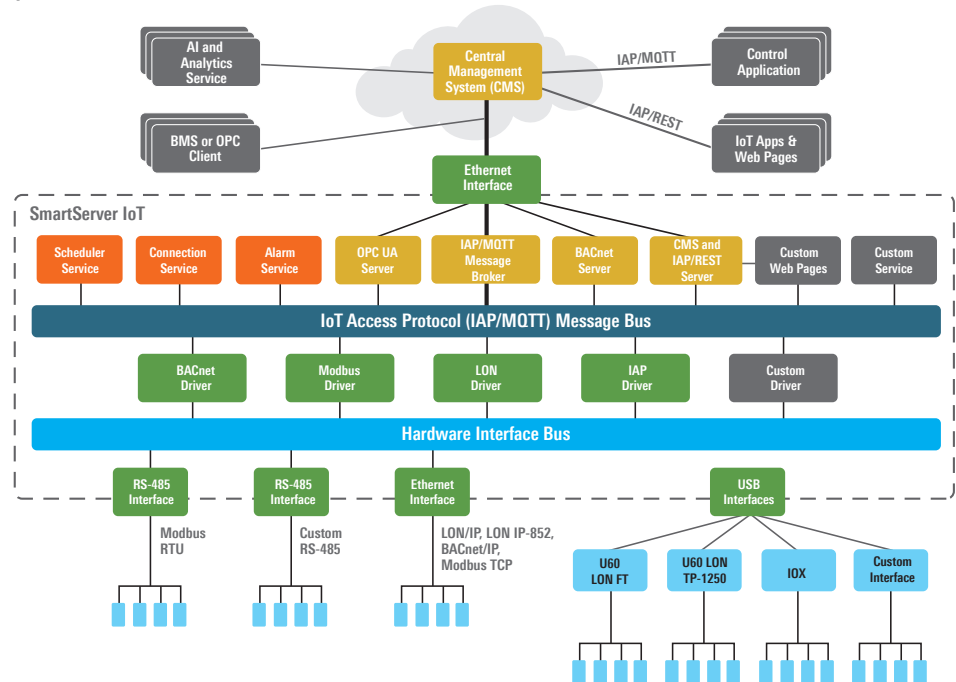 AI and
Analytics
Service
Central
Management
System (CMS)
IAP/MQTT
Control
Application
BMS or OPC
Client
IAP/REST
IoT Apps &
Web Pages
Ethernet
Interface
SmartServer IoT
Scheduler
Service
Connection
Service
Alarm
Service
OPC UA
Server
IAP/MQTT
Message
Broker
BACnet
Server
CMS and
IAP/REST
Server
Custom
Web Pages
Custom
Service
IoT Access Protocol (IAP/MQTT) Message Bus
BACnet
Driver
Modbus
Driver
LON
Driver
IAP
Driver
Custom
Driver
Hardware Interface Bus
RS-485
Interface
RS-485
Interface
Ethernet
Interface
USB
Interfaces
Modbus
RTU
Custom
RS-485
LON/IP, LON IP-852,
BACnet/IP,
Modbus TCP
U60
LON FT
U60 LON
TP-1250
IOX
Custom
Interface